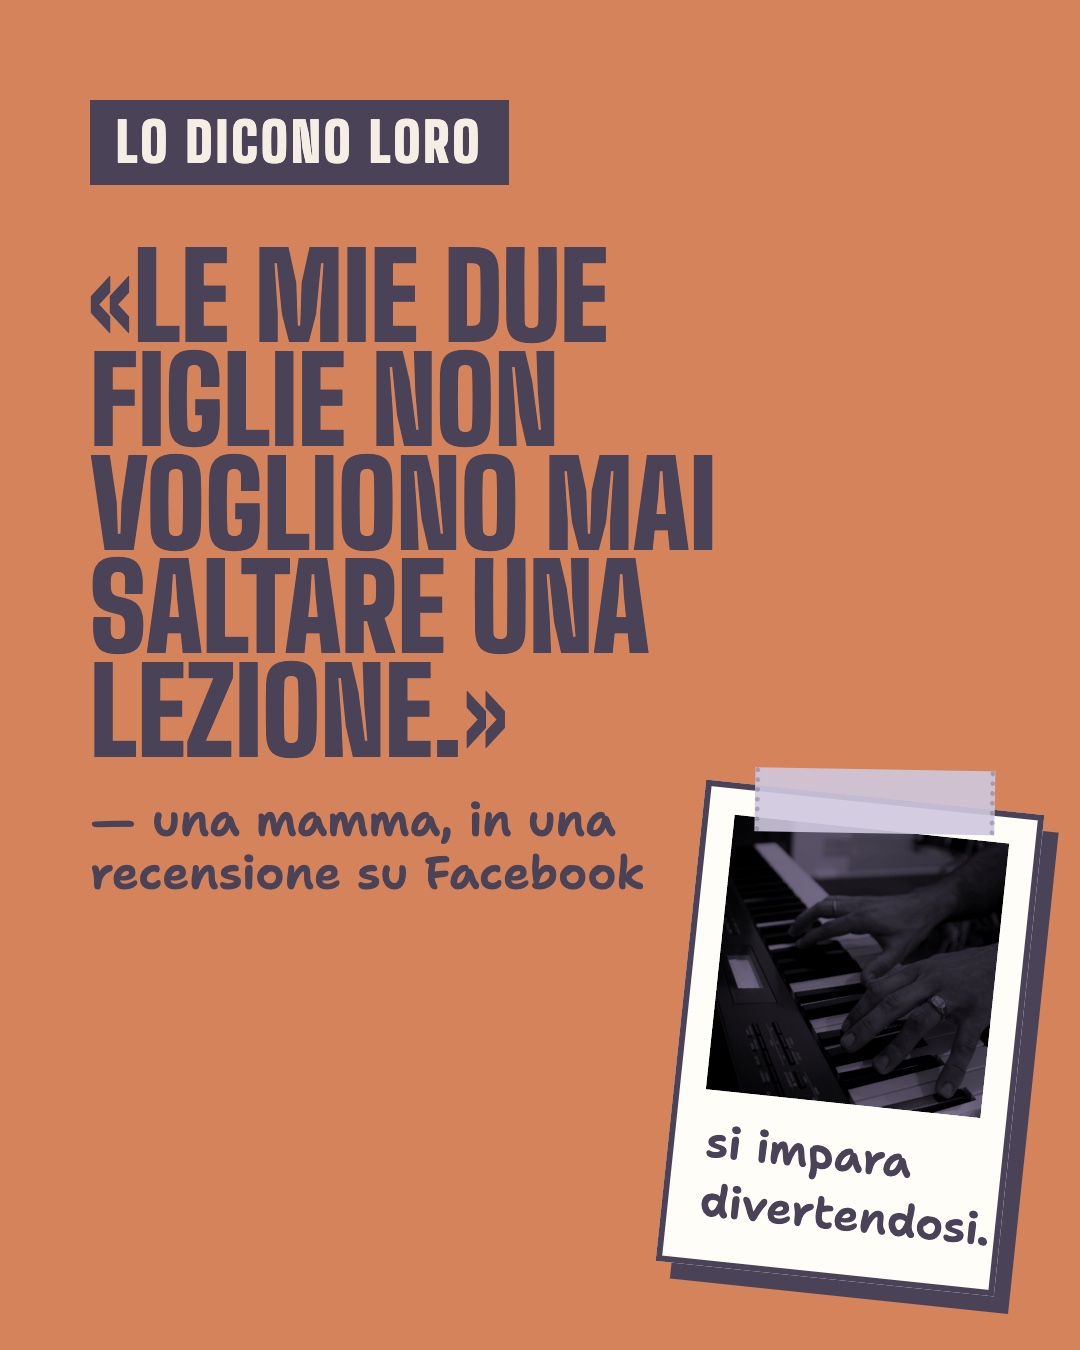 LO DICONO LORO
«LE MIE DUE
FIGLIE NON
VOGLIONO MAI
SALTARE UNA
LEZIONE.»
— una mamma, in una
recensione su Facebook
si impara
divertendosi.